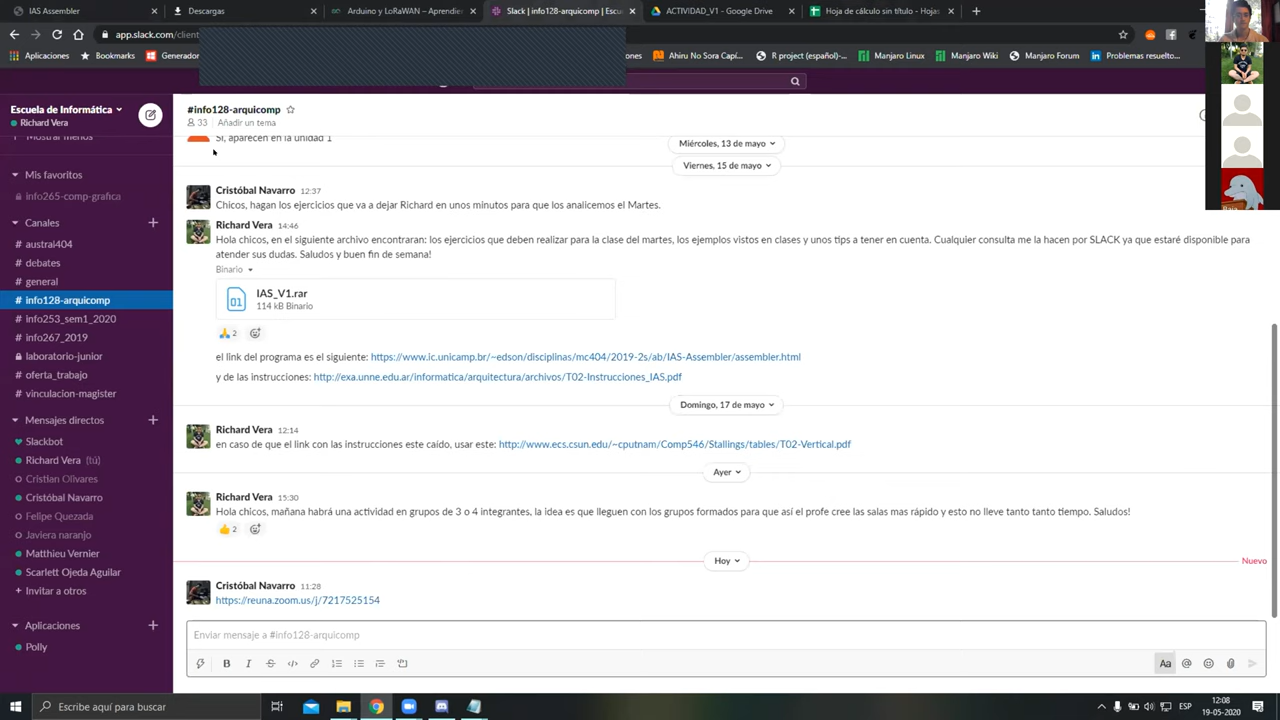 Descargas
Arduino y LoRaWAN – Aprendier
Slack | info128-arquicomp | Escu
ACTIVIDAD_V1 - Google Drive
Hoja de cálculo sin título - Hojas
app.slack.com/client
Aplicaciones
Bienvenidos
Generador
Ahiru No Sora Capí...
R project (español)-...
Manjaro Linux
Manjaro Wiki
Manjaro Forum
Problemas resuelto...
Escuela de Informática
Richard Vera
#info128-arquicomp
33
Añadir un tema
Mostrar menos
Mis favoritos
info265-comp-grafica
Canales
# austral404
# debates
# general
# info128-arquicomp
# info253_sem1_2020
# info267_2019
laboratorio-junior
# oferta_trabajo
# vinculacion-magister
Mensajes directos
Slackbot
Richard Vera (tú)
Cristian Olivares
Cristóbal Navarro
Felipe Quezada
Javiera naranjo
Matthieu Vernier
Scarlett Ojeda Aguilar
+ Invitar a otros
Aplicaciones
Polly
Si, aparecen en la unidad 1
Miércoles, 13 de mayo
Viernes, 15 de mayo
Cristóbal Navarro 12:37
Chicos, hagan los ejercicios que va a dejar Richard en unos minutos para que los analicemos el Martes.
Richard Vera 14:46
Hola chicos, en el siguiente archivo encontraran: los ejercicios que deben realizar para la clase del martes, los ejemplos vistos en clases y unos tips a tener en cuenta. Cualquier consulta me la hacen por SLACK ya que estaré disponible para
atender sus dudas. Saludos y buen fin de semana!
Binario
01
IAS_V1.rar
114 kB Binario
2
el link del programa es el siguiente: https://www.ic.unicamp.br/~edson/disciplinas/mc404/2019-2s/ab/IAS-Assembler/assembler.html
y de las instrucciones: http://exa.unne.edu.ar/informatica/arquitectura/archivos/T02-Instrucciones_IAS.pdf
Domingo, 17 de mayo
Richard Vera 12:14
en caso de que el link con las instrucciones este caído, usar este: http://www.ecs.csun.edu/~cputnam/Comp546/Stallings/tables/T02-Vertical.pdf
Ayer
Richard Vera 15:30
Hola chicos, mañana habrá una actividad en grupos de 3 o 4 integrantes, la idea es que lleguen con los grupos formados para que así el profe cree las salas mas rápido y esto no lleve tanto tanto tiempo. Saludos!
2
Hoy
Nuevo
Cristóbal Navarro 11:28
https://reuna.zoom.us/j/7217525154
Enviar mensaje a #info128-arquicomp
B I S
Aa @
Escribe aquí para buscar
ESP
12:08
19-05-2020